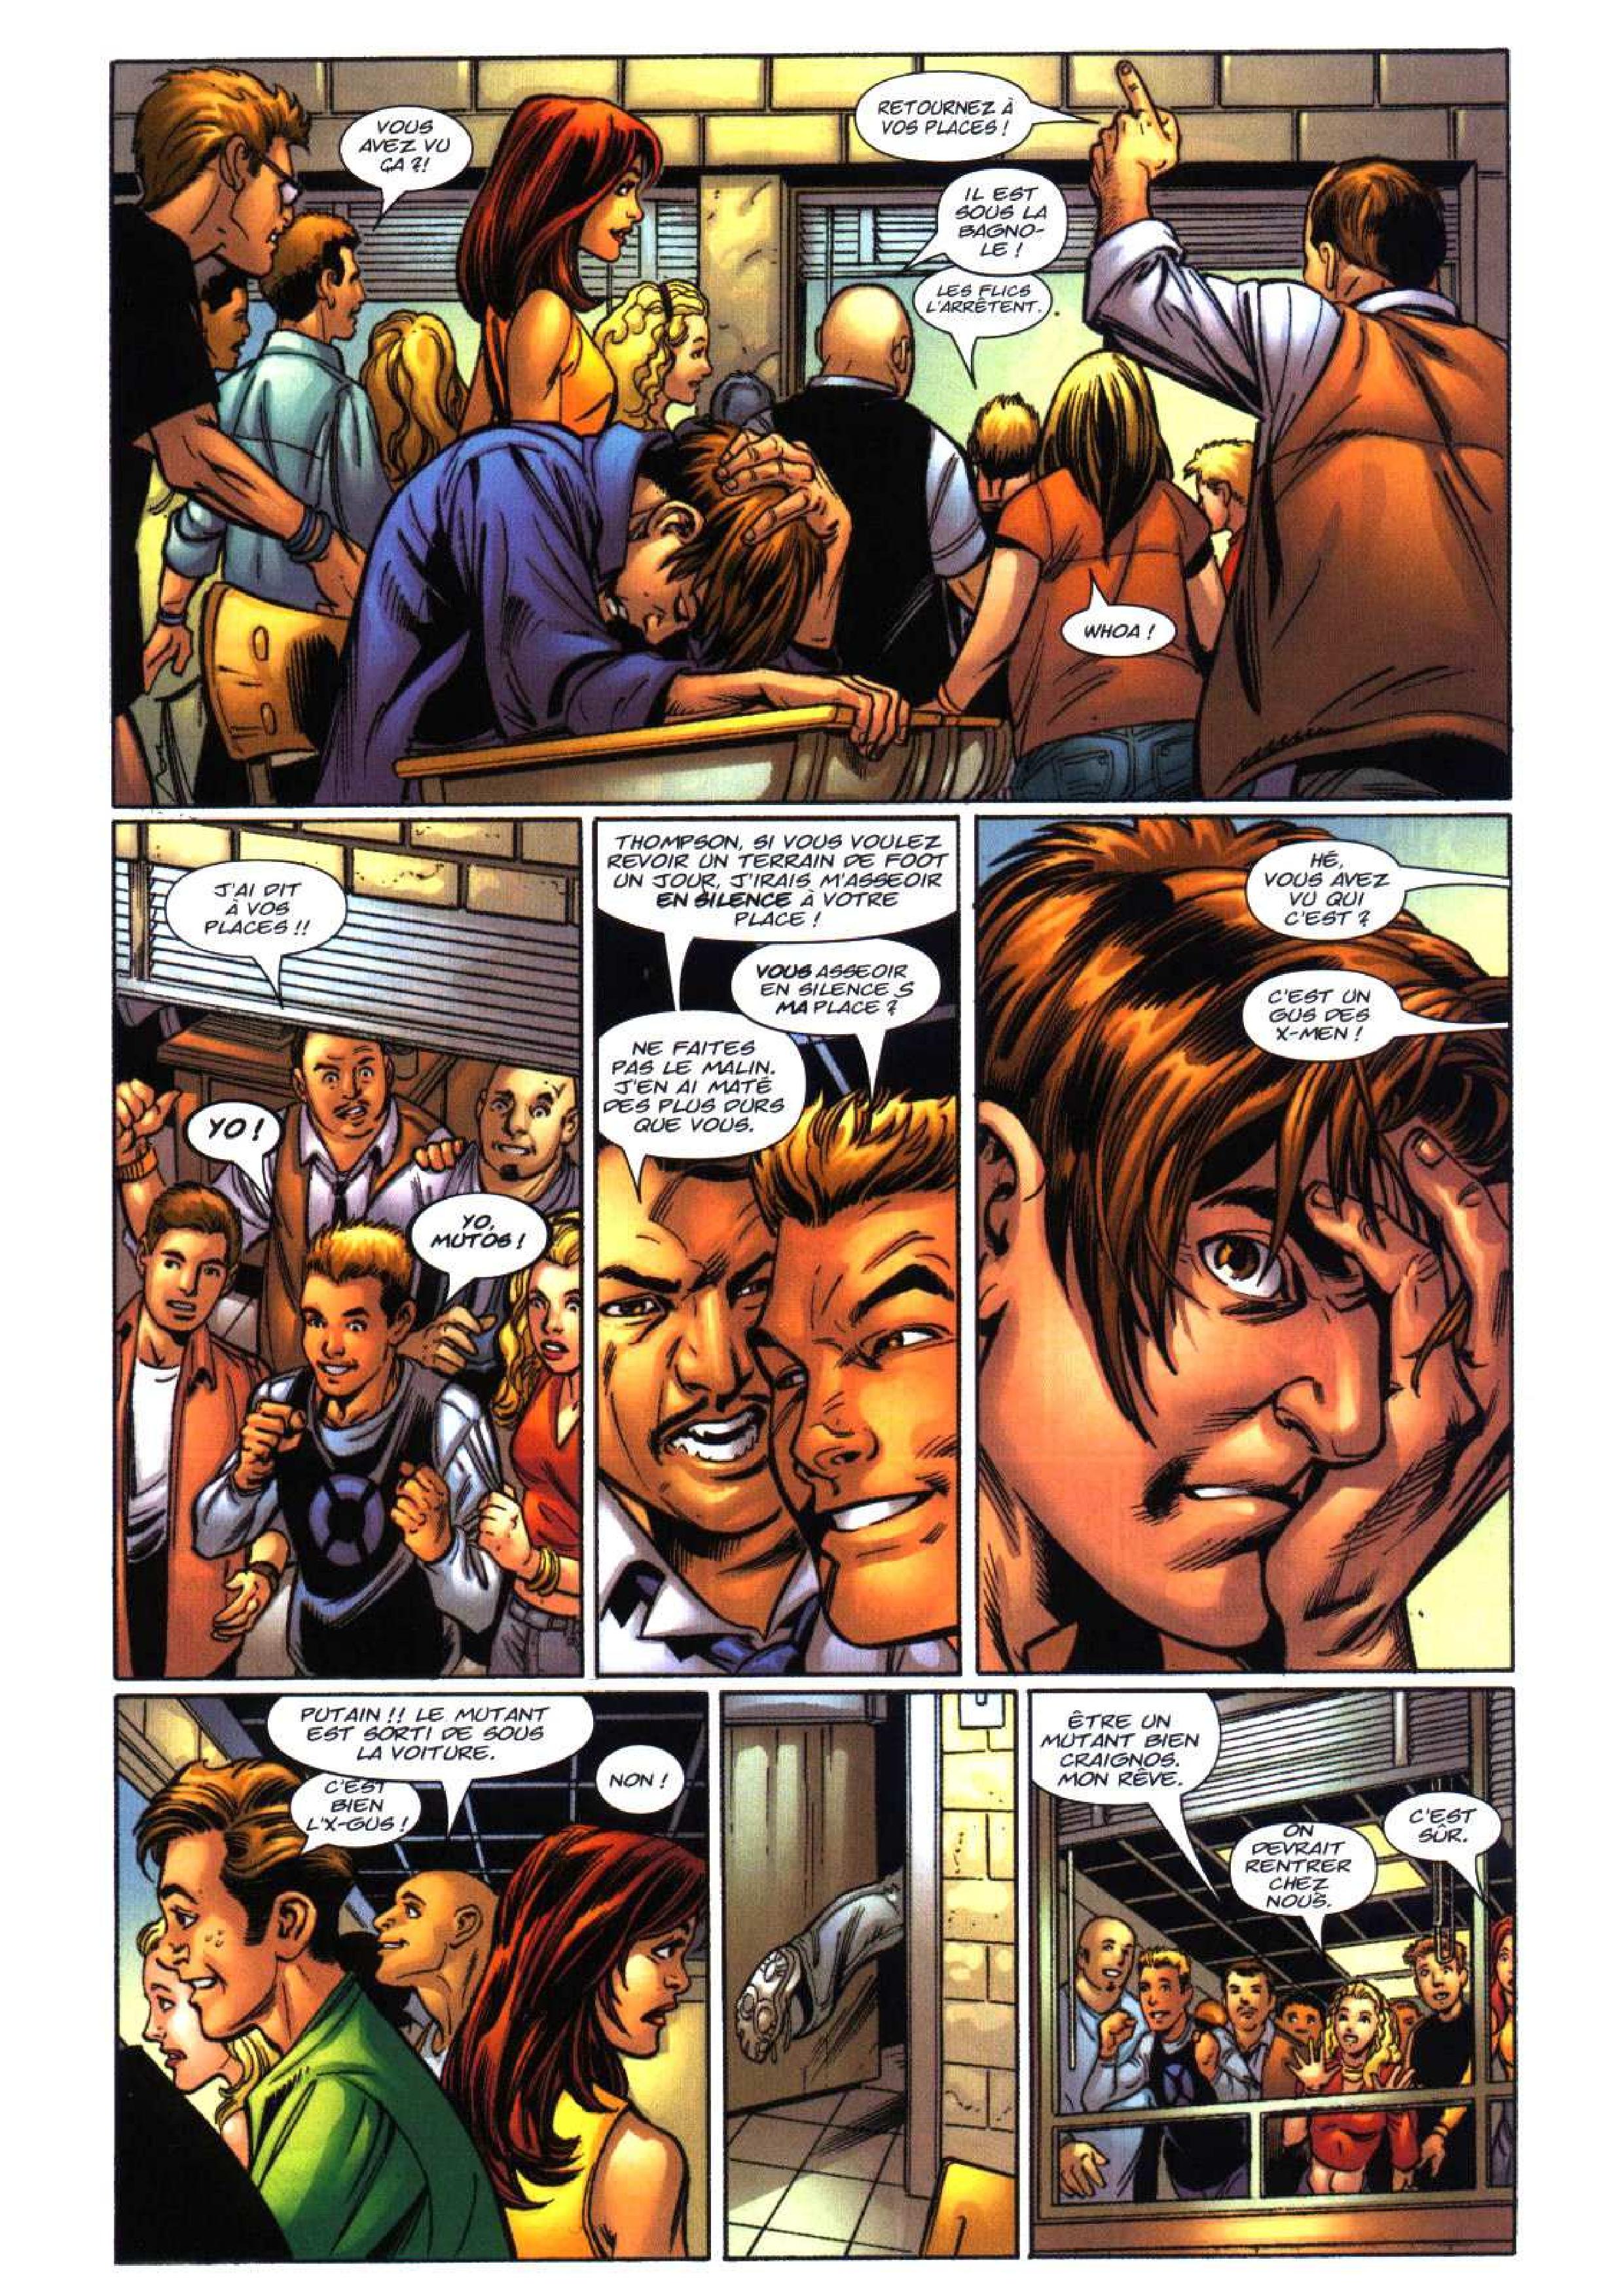 VOUS
AVEZ VU
ÇA ?!
RETOURNEZ À
VOS PLACES !
IL EST
SOUS LA
BAGNO-
LE !
LES FLICS
L'ARRÊTENT.
WHOA !
J'AI DIT
À VOS
PLACES !!
YO !
YO,
MUTOS !
THOMPSON, SI VOUS VOULEZ
REVOIR UN TERRAIN DE FOOT
UN JOUR, J'IRAIS M'ASSEOIR
EN SILENCE À VOTRE
PLACE !
VOUS ASSEOIR
EN SILENCE S
MA PLACE ?
NE FAITES
PAS LE MALIN.
J'EN AI MATÉ
DES PLUS DURS
QUE VOUS.
HÉ,
VOUS AVEZ
VU QUI
C'EST ?
C'EST UN
GUS DES
X-MEN !
PUTAIN !! LE MUTANT
EST SORTI DE SOUS
LA VOITURE.
C'EST
BIEN
L'X-GUS !
NON !
ÊTRE UN
MUTANT BIEN
CRAIGNOS.
MON RÊVE.
ON
DEVRAIT
RENTRER
CHEZ
NOUS.
C'EST
SÛR.